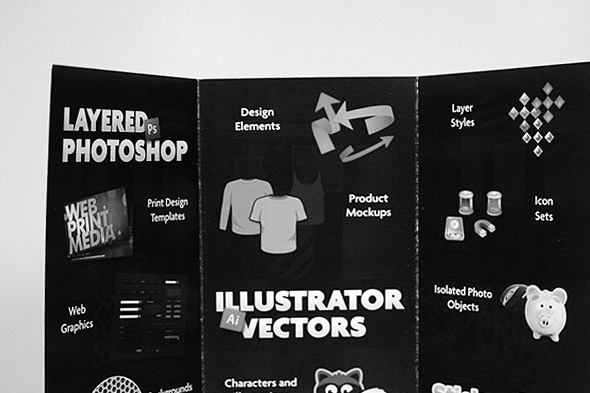 LAYERED
Ps
PHOTOSHOP
WEB
PRINT
MEDIA
Print Design
Templates
Web
Graphics
Backgrounds
Design
Elements
Product
Mockups
ILLUSTRATOR
Ai
VECTORS
Characters and
Layer
Styles
Icon
Sets
Isolated Photo
Objects